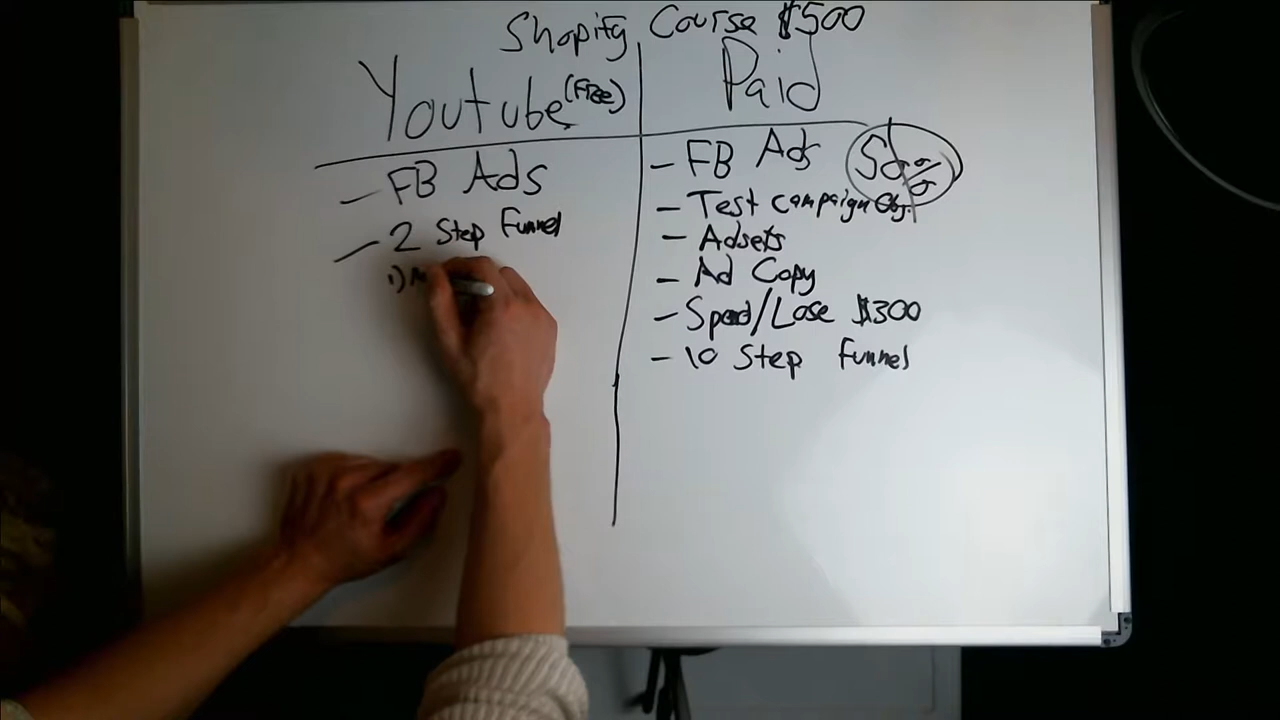 Shopify Course $500
Youtube (Free)
- FB Ads
- 2 Step Funnel
1)
Paid
- FB Ads
- Test campaign Obj.
- Adsets
- Ad Copy
- Spend/Lose $300
- 10 Step Funnel